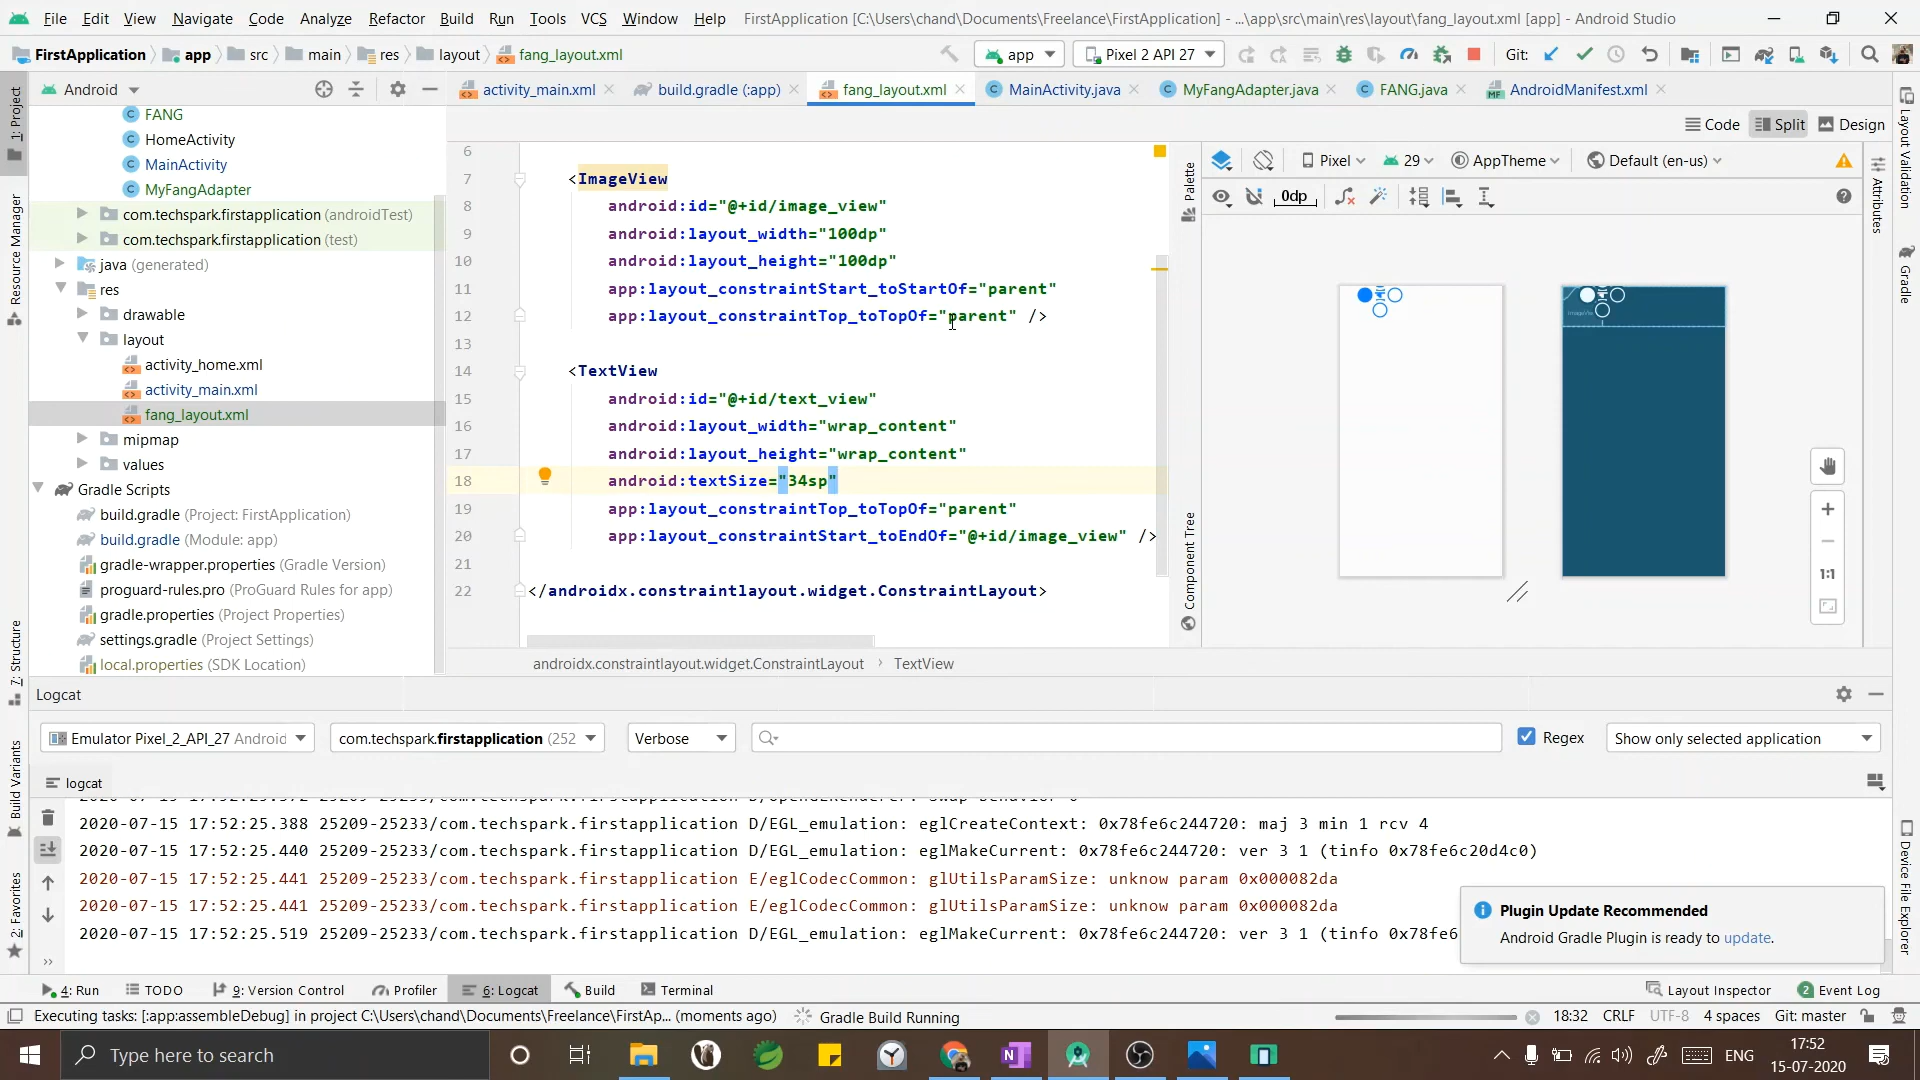 File Edit View Navigate Code Analyze Refactor Build Run Tools VCS Window Help FirstApplication [C:\Users\chand\Documents\Freelance\FirstApplication] - ...\app\src\main\res\layout\fang_layout.xml [app] - Android Studio
FirstApplication app src main res layout fang_layout.xml app Pixel 2 API 27 Git:
Android activity_main.xml build.gradle (:app) fang_layout.xml MainActivity.java MyFangAdapter.java FANG.java AndroidManifest.xml
Code Split Design
Pixel 29 AppTheme Default (en-us)
0dp
1: Project
Resource Manager
7: Structure
Build Variants
2: Favorites
FANG
HomeActivity
MainActivity
MyFangAdapter
com.techspark.firstapplication (androidTest)
com.techspark.firstapplication (test)
java (generated)
res
drawable
layout
activity_home.xml
activity_main.xml
fang_layout.xml
mipmap
values
Gradle Scripts
build.gradle (Project: FirstApplication)
build.gradle (Module: app)
gradle-wrapper.properties (Gradle Version)
proguard-rules.pro (ProGuard Rules for app)
gradle.properties (Project Properties)
settings.gradle (Project Settings)
local.properties (SDK Location)
6
7 <ImageView
8 android:id="@+id/image_view"
9 android:layout_width="100dp"
10 android:layout_height="100dp"
11 app:layout_constraintStart_toStartOf="parent"
12 app:layout_constraintTop_toTopOf="parent" />
13
14 <TextView
15 android:id="@+id/text_view"
16 android:layout_width="wrap_content"
17 android:layout_height="wrap_content"
18 android:textSize="34sp"
19 app:layout_constraintTop_toTopOf="parent"
20 app:layout_constraintStart_toEndOf="@+id/image_view" />
21
22 </androidx.constraintlayout.widget.ConstraintLayout>
androidx.constraintlayout.widget.ConstraintLayout › TextView
Palette
Component Tree
1:1
Layout Validation
Attributes
Gradle
Device File Explorer
Logcat
Emulator Pixel_2_API_27 Android com.techspark.firstapplication (252 Verbose Regex Show only selected application
logcat
2020-07-15 17:52:25.388 25209-25233/com.techspark.firstapplication D/EGL_emulation: eglCreateContext: 0x78fe6c244720: maj 3 min 1 rcv 4
2020-07-15 17:52:25.440 25209-25233/com.techspark.firstapplication D/EGL_emulation: eglMakeCurrent: 0x78fe6c244720: ver 3 1 (tinfo 0x78fe6c20d4c0)
2020-07-15 17:52:25.441 25209-25233/com.techspark.firstapplication E/eglCodecCommon: glUtilsParamSize: unknow param 0x000082da
2020-07-15 17:52:25.441 25209-25233/com.techspark.firstapplication E/eglCodecCommon: glUtilsParamSize: unknow param 0x000082da
2020-07-15 17:52:25.519 25209-25233/com.techspark.firstapplication D/EGL_emulation: eglMakeCurrent: 0x78fe6c244720: ver 3 1 (tinfo 0x78fe6
Plugin Update Recommended
Android Gradle Plugin is ready to update.
4: Run TODO 9: Version Control Profiler 6: Logcat Build Terminal Layout Inspector 2 Event Log
Executing tasks: [:app:assembleDebug] in project C:\Users\chand\Documents\Freelance\FirstAp... (moments ago) Gradle Build Running 18:32 CRLF UTF-8 4 spaces Git: master
Type here to search ENG 17:52
15-07-2020